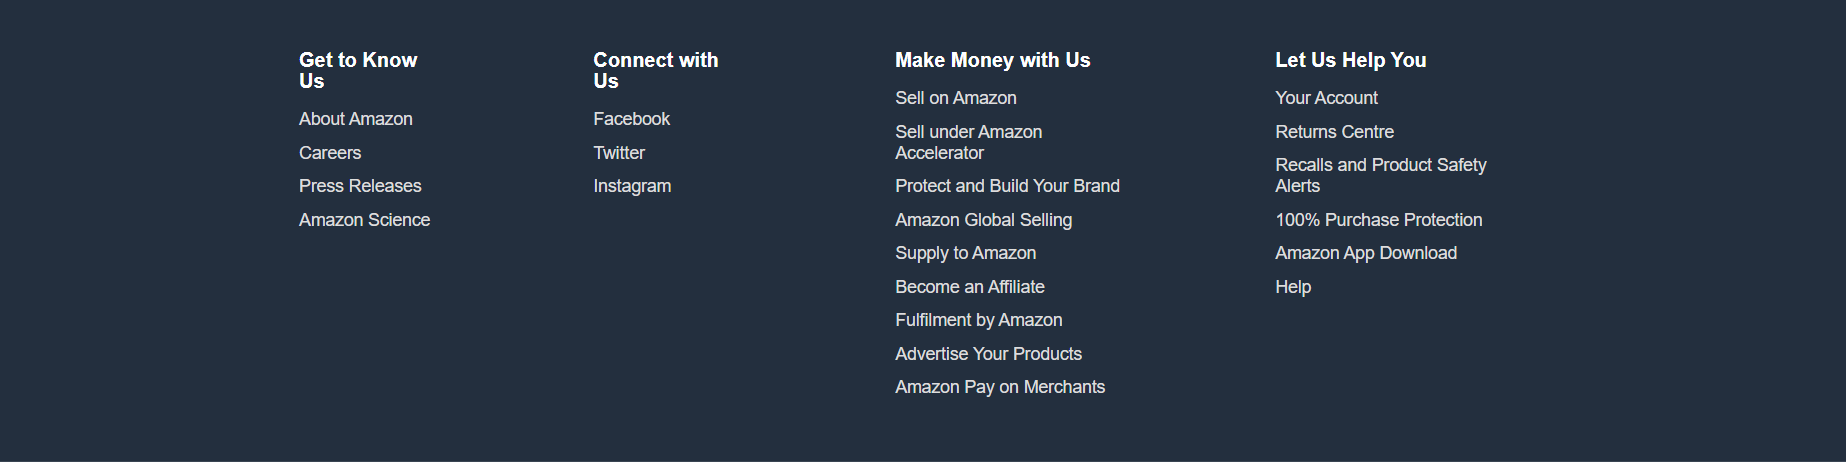 Get to Know
Us
About Amazon
Careers
Press Releases
Amazon Science
Connect with
Us
Facebook
Twitter
Instagram
Make Money with Us
Sell on Amazon
Sell under Amazon
Accelerator
Protect and Build Your Brand
Amazon Global Selling
Supply to Amazon
Become an Affiliate
Fulfilment by Amazon
Advertise Your Products
Amazon Pay on Merchants
Let Us Help You
Your Account
Returns Centre
Recalls and Product Safety
Alerts
100% Purchase Protection
Amazon App Download
Help